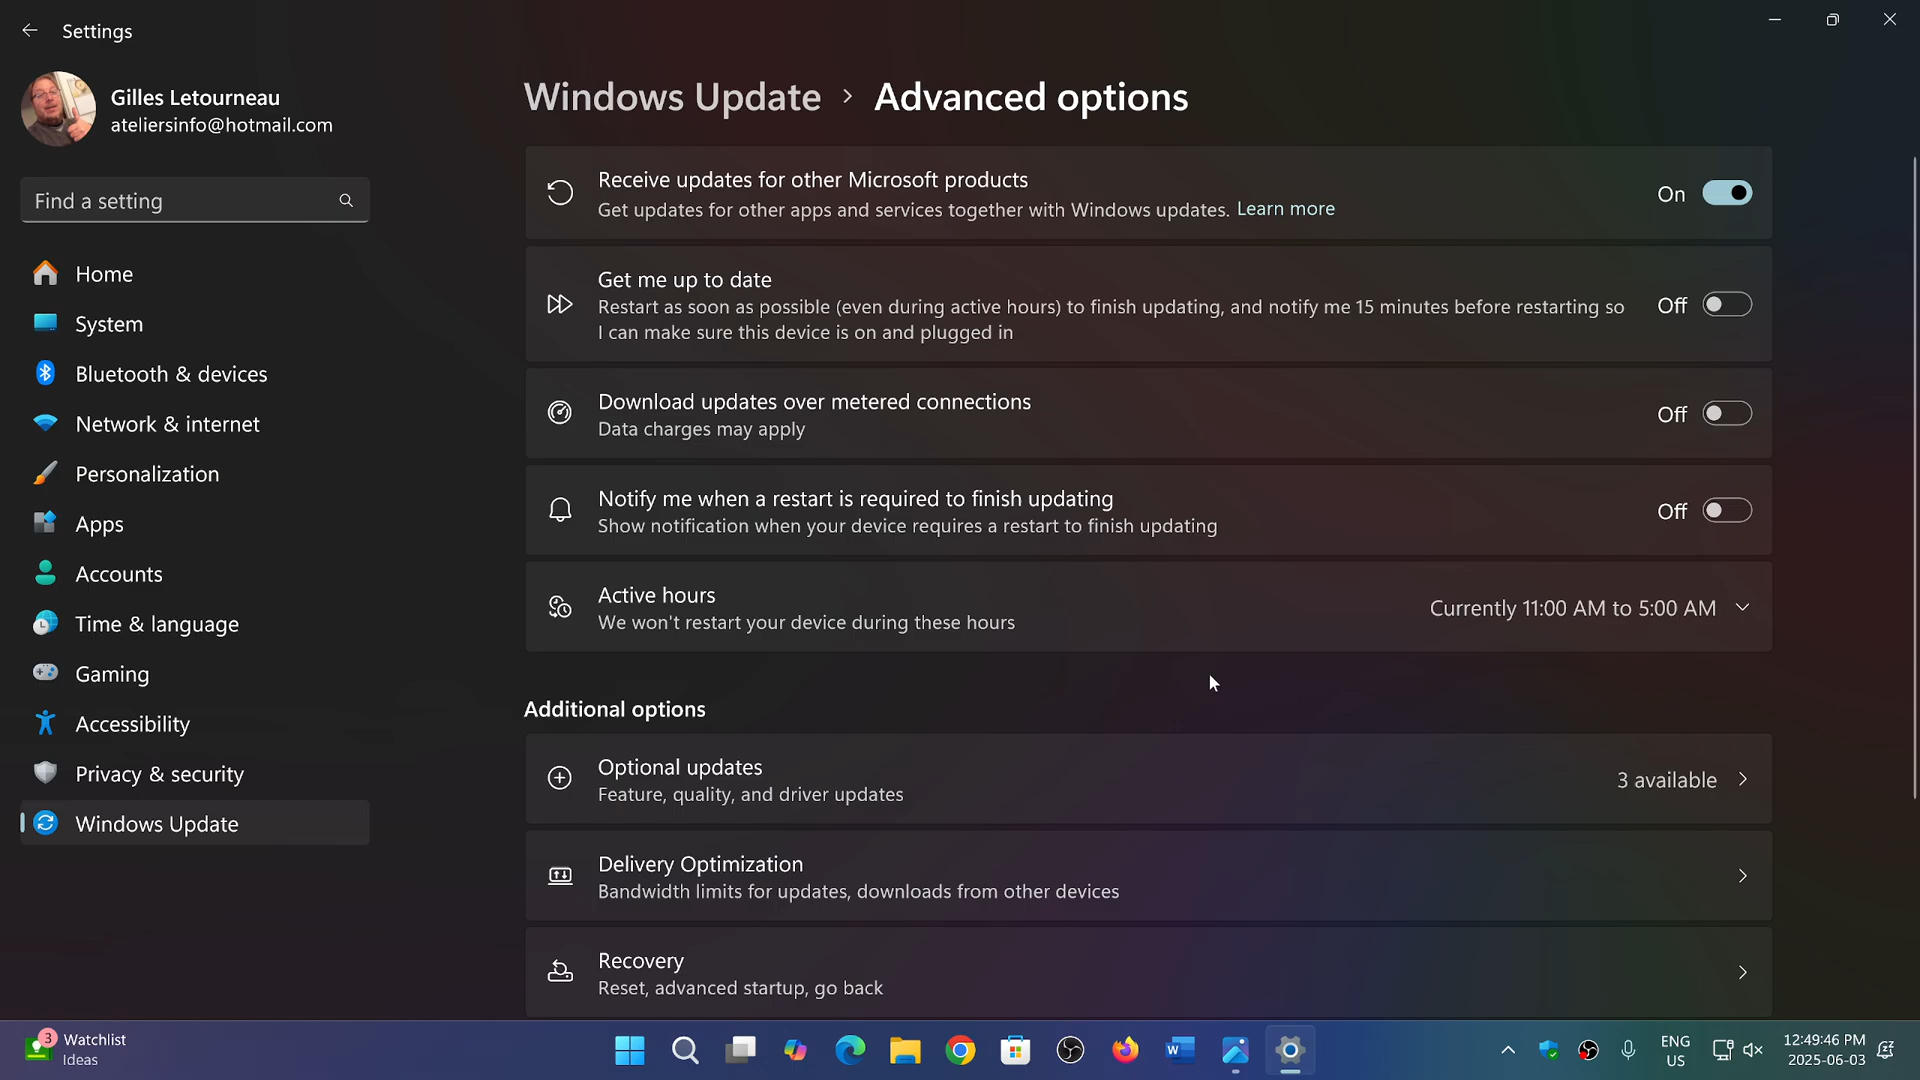 Settings
Gilles Letourneau
ateliersinfo@hotmail.com
Find a setting
Home
System
Bluetooth & devices
Network & internet
Personalization
Apps
Accounts
Time & language
Gaming
Accessibility
Privacy & security
Windows Update
Windows Update > Advanced options
Receive updates for other Microsoft products
Get updates for other apps and services together with Windows updates. Learn more
On
Get me up to date
Restart as soon as possible (even during active hours) to finish updating, and notify me 15 minutes before restarting so
I can make sure this device is on and plugged in
Off
Download updates over metered connections
Data charges may apply
Off
Notify me when a restart is required to finish updating
Show notification when your device requires a restart to finish updating
Off
Active hours
We won't restart your device during these hours
Currently 11:00 AM to 5:00 AM
Additional options
Optional updates
Feature, quality, and driver updates
3 available
Delivery Optimization
Bandwidth limits for updates, downloads from other devices
Recovery
Reset, advanced startup, go back
3
Watchlist
Ideas
W
ENG
US
12:49:46 PM
2025-06-03